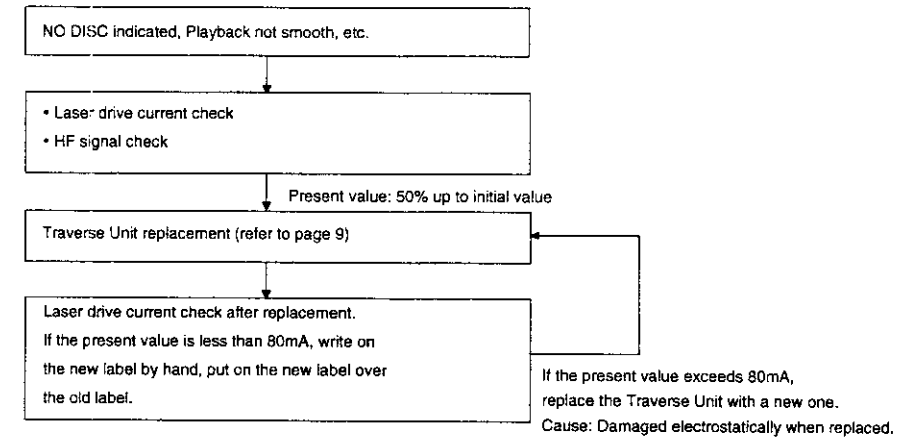 NO DISC indicated, Playback not smooth, etc.
• Laser drive current check
• HF signal check
Present value: 50% up to initial value
Traverse Unit replacement (refer to page 9)
Laser drive current check after replacement.
If the present value is less than 80mA, write on
the new label by hand, put on the new label over
the old label.
If the present value exceeds 80mA,
replace the Traverse Unit with a new one.
Cause: Damaged electrostatically when replaced.